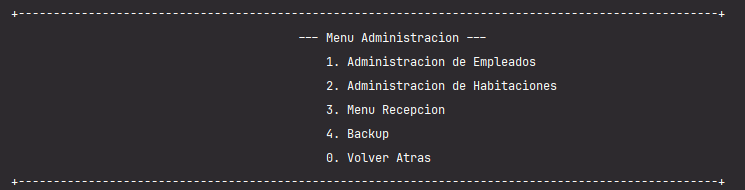 +----------------------------------------------------------------------------------------------------+
--- Menu Administracion ---
1. Administracion de Empleados
2. Administracion de Habitaciones
3. Menu Recepcion
4. Backup
0. Volver Atras
+----------------------------------------------------------------------------------------------------+